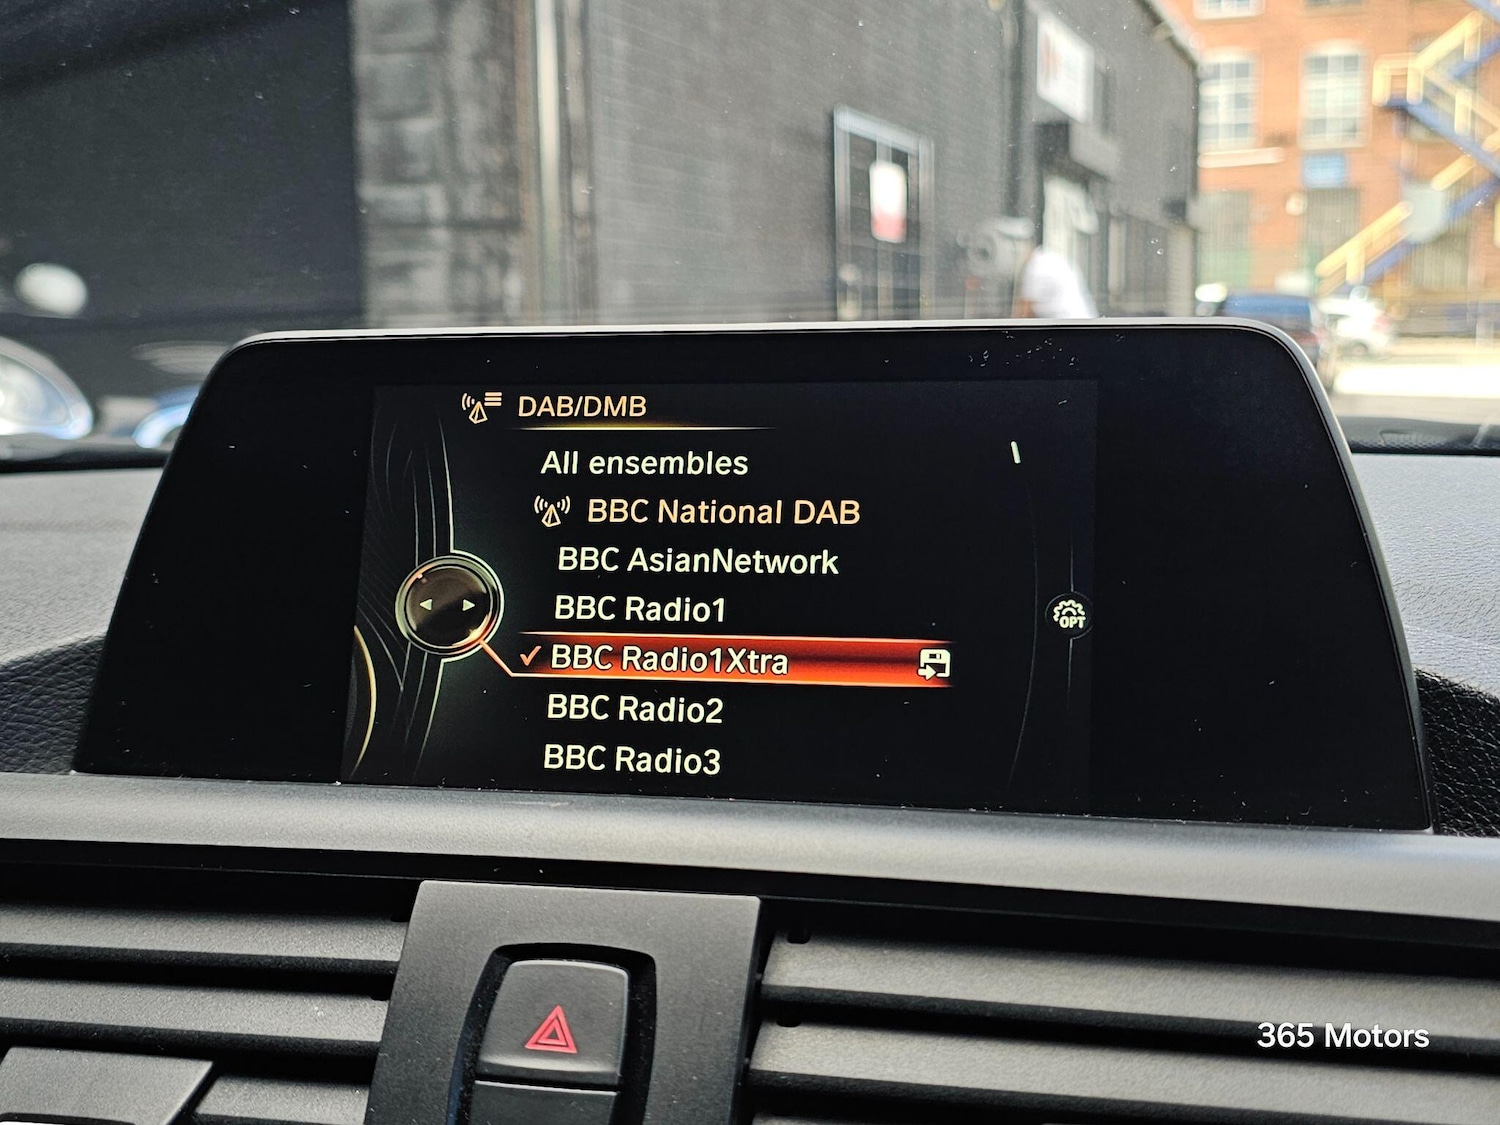 DAB/DMB
All ensembles
BBC National DAB
BBC AsianNetwork
BBC Radio1
BBC Radio1Xtra
OPT
BBC Radio2
BBC Radio3
365 Motors